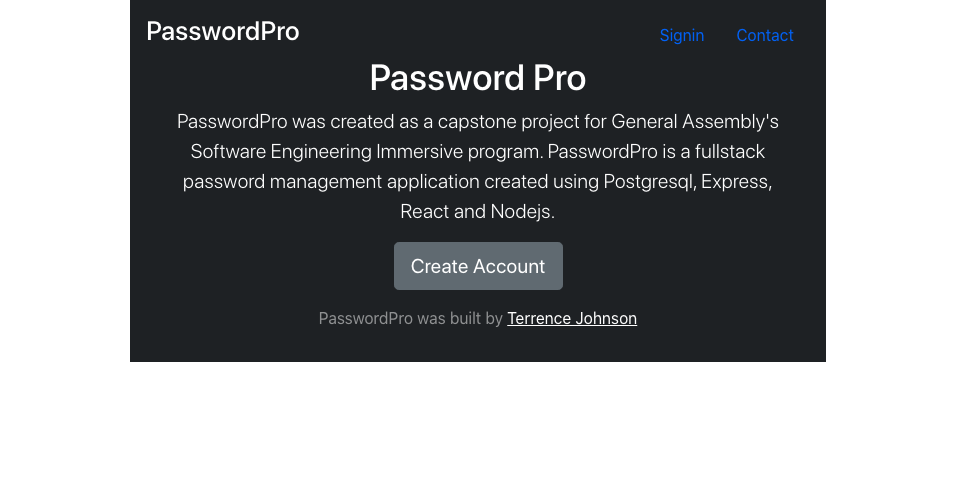 PasswordPro
Signin
Contact
Password Pro
PasswordPro was created as a capstone project for General Assembly's
Software Engineering Immersive program. PasswordPro is a fullstack
password management application created using Postgresql, Express,
React and Nodejs.
Create Account
PasswordPro was built by Terrence Johnson